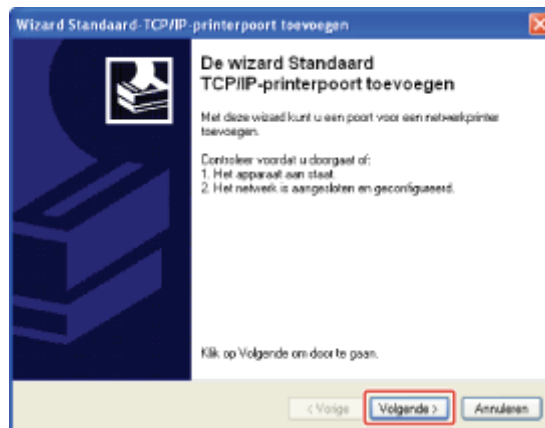 Wizard Standaard-TCP/IP-printerpoort toevoegen
De wizard Standaard
TCP/IP-printerpoort toevoegen
Met deze wizard kunt u een poort voor een netwerkprinter
toevoegen.
Controleer voordat u doorgaat of:
1. Het apparaat aan staat.
2. Het netwerk is aangesloten en geconfigureerd.
Klik op Volgende om door te gaan.
< Vorige
Volgende >
Annuleren